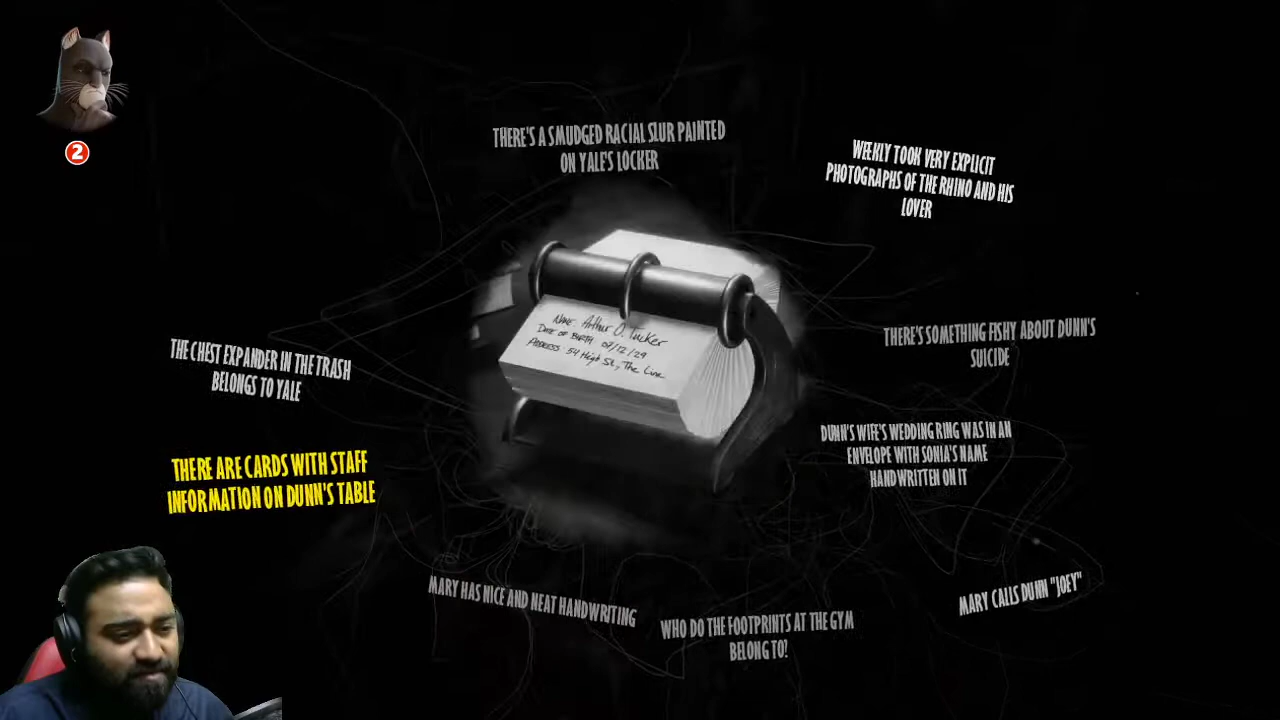 THERE'S A SMUDGED RACIAL SLUR PAINTED
ON YALE'S LOCKER
WEEKLY TOOK VERY EXPLICIT
PHOTOGRAPHS OF THE RHINO AND HIS
LOVER
2
NAME: Arthur O. Tucker
DATE OF BIRTH 07/12/29
ADDRESS: 54 High St, The Line
THERE'S SOMETHING FISHY ABOUT DUNN'S
SUICIDE
THE CHEST EXPANDER IN THE TRASH
BELONGS TO YALE
DUNN'S WIFE'S WEDDING RING WAS IN AN
ENVELOPE WITH SONIA'S NAME
HANDWRITTEN ON IT
THERE ARE CARDS WITH STAFF
INFORMATION ON DUNN'S TABLE
MARY HAS NICE AND NEAT HANDWRITING
WHO DO THE FOOTPRINTS AT THE GYM
BELONG TO?
MARY CALLS DUNN "JOEY"